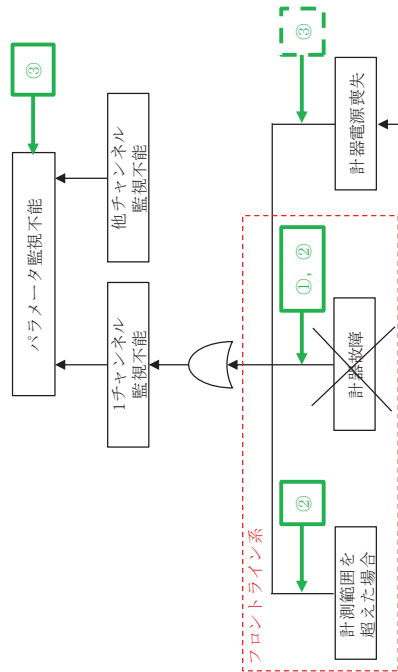 ③
パラメータ監視不能
1チャンネル
監視不能
他チャンネル
監視不能
③
フロントライン系
②
①，②
計測範囲を
超えた場合
計器故障
計器電源喪失